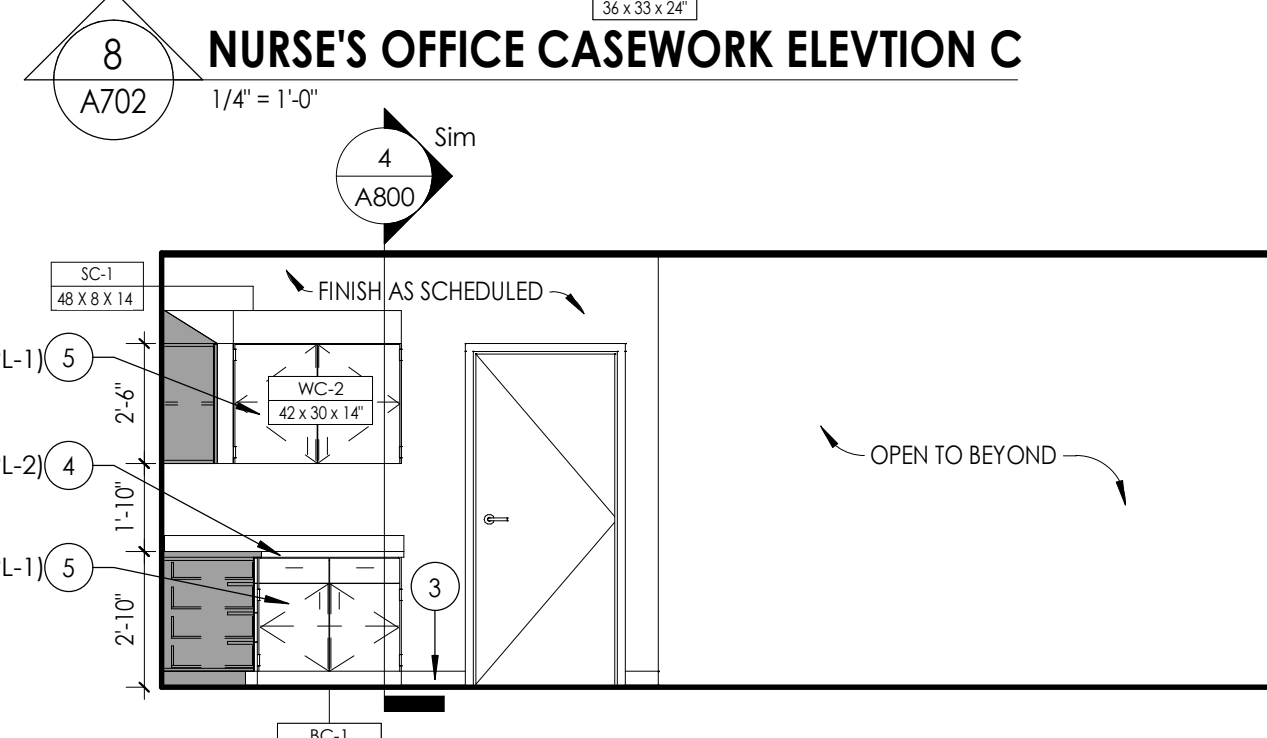 36 x 33 x 24"
8
A702
NURSE'S OFFICE CASEWORK ELEVTION C
1/4" = 1'-0"
4
A800
Sim
SC-1
48 X 8 X 14
FINISH AS SCHEDULED
L-1) 5
2'-6"
WC-2
42 x 30 x 14"
L-2) 4
1'-10"
OPEN TO BEYOND
L-1) 5
2'-10"
3
BC-1